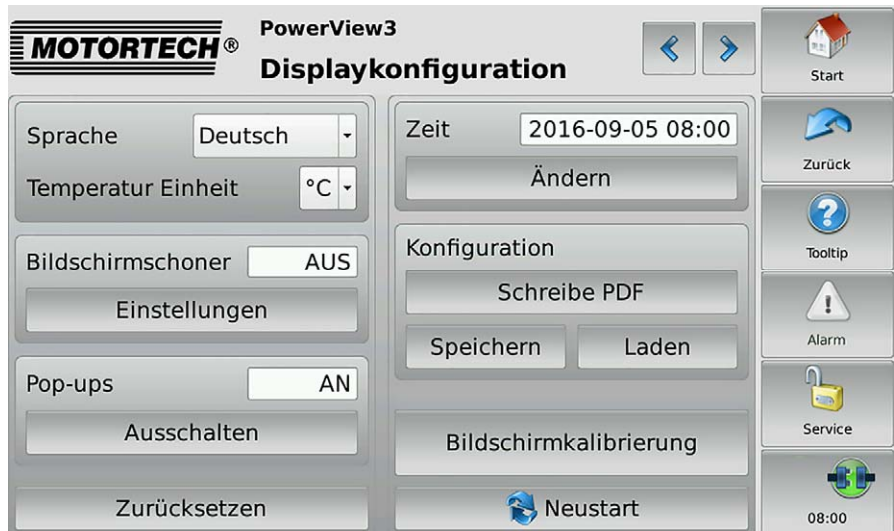 MOTORTECH®
PowerView3
Displaykonfiguration
Sprache Deutsch
Temperatur Einheit °C
Bildschirmschoner AUS
Einstellungen
Pop-ups AN
Ausschalten
Zurücksetzen
Zeit 2016-09-05 08:00
Ändern
Konfiguration
Schreibe PDF
Speichern Laden
Bildschirmkalibrierung
Neustart
Start
Zurück
?
Tooltip
!
Alarm
Service
08:00